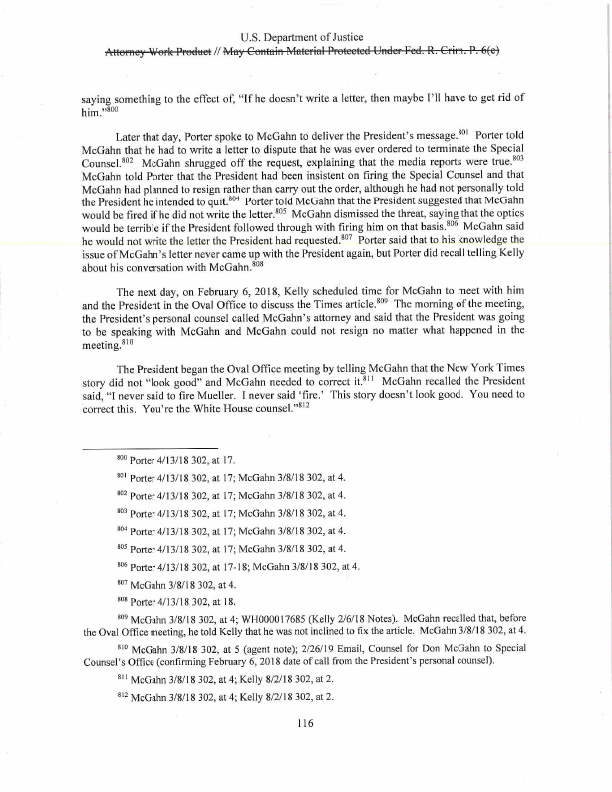 U.S. Department of Justice
Attorney Work Product // May Contain Material Protected Under Fed. R. Crim. P. 6(e)
saying something to the effect of, "If he doesn't write a letter, then maybe I'll have to get rid of
him."800
Later that day, Porter spoke to McGahn to deliver the President's message.801 Porter told
McGahn that he had to write a letter to dispute that he was ever ordered to terminate the Special
Counsel.802 McGahn shrugged off the request, explaining that the media reports were true.803
McGahn told Porter that the President had been insistent on firing the Special Counsel and that
McGahn had planned to resign rather than carry out the order, although he had not personally told
the President he intended to quit.804 Porter told McGahn that the President suggested that McGahn
would be fired if he did not write the letter.805 McGahn dismissed the threat, saying that the optics
would be terrible if the President followed through with firing him on that basis.806 McGahn said
he would not write the letter the President had requested.807 Porter said that to his knowledge the
issue of McGahn's letter never came up with the President again, but Porter did recall telling Kelly
about his conversation with McGahn.808
The next day, on February 6, 2018, Kelly scheduled time for McGahn to meet with him
and the President in the Oval Office to discuss the Times article.809 The morning of the meeting,
the President's personal counsel called McGahn's attorney and said that the President was going
to be speaking with McGahn and McGahn could not resign no matter what happened in the
meeting.810
The President began the Oval Office meeting by telling McGahn that the New York Times
story did not "look good" and McGahn needed to correct it.811 McGahn recalled the President
said, "I never said to fire Mueller. I never said 'fire.' This story doesn't look good. You need to
correct this. You're the White House counsel."812
800 Porter 4/13/18 302, at 17.
801 Porter 4/13/18 302, at 17; McGahn 3/8/18 302, at 4.
802 Porter 4/13/18 302, at 17; McGahn 3/8/18 302, at 4.
803 Porter 4/13/18 302, at 17; McGahn 3/8/18 302, at 4.
804 Porter 4/13/18 302, at 17; McGahn 3/8/18 302, at 4.
805 Porter 4/13/18 302, at 17; McGahn 3/8/18 302, at 4.
806 Porter 4/13/18 302, at 17-18; McGahn 3/8/18 302, at 4.
807 McGahn 3/8/18 302, at 4.
808 Porter 4/13/18 302, at 18.
809 McGahn 3/8/18 302, at 4; WH000017685 (Kelly 2/6/18 Notes). McGahn recalled that, before
the Oval Office meeting, he told Kelly that he was not inclined to fix the article. McGahn 3/8/18 302, at 4.
810 McGahn 3/8/18 302, at 5 (agent note); 2/26/19 Email, Counsel for Don McGahn to Special
Counsel's Office (confirming February 6, 2018 date of call from the President's personal counsel).
811 McGahn 3/8/18 302, at 4; Kelly 8/2/18 302, at 2.
812 McGahn 3/8/18 302, at 4; Kelly 8/2/18 302, at 2.
116